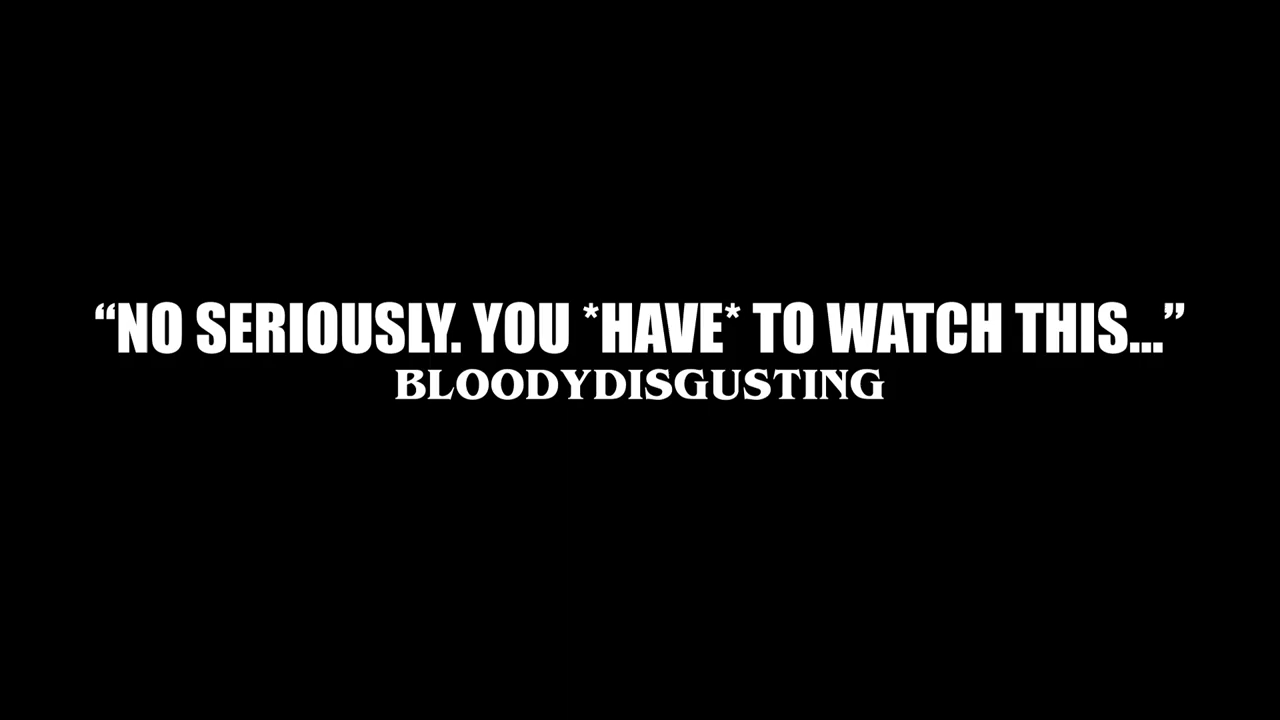 “NO SERIOUSLY. YOU *HAVE* TO WATCH THIS...”
BLOODYDISGUSTING